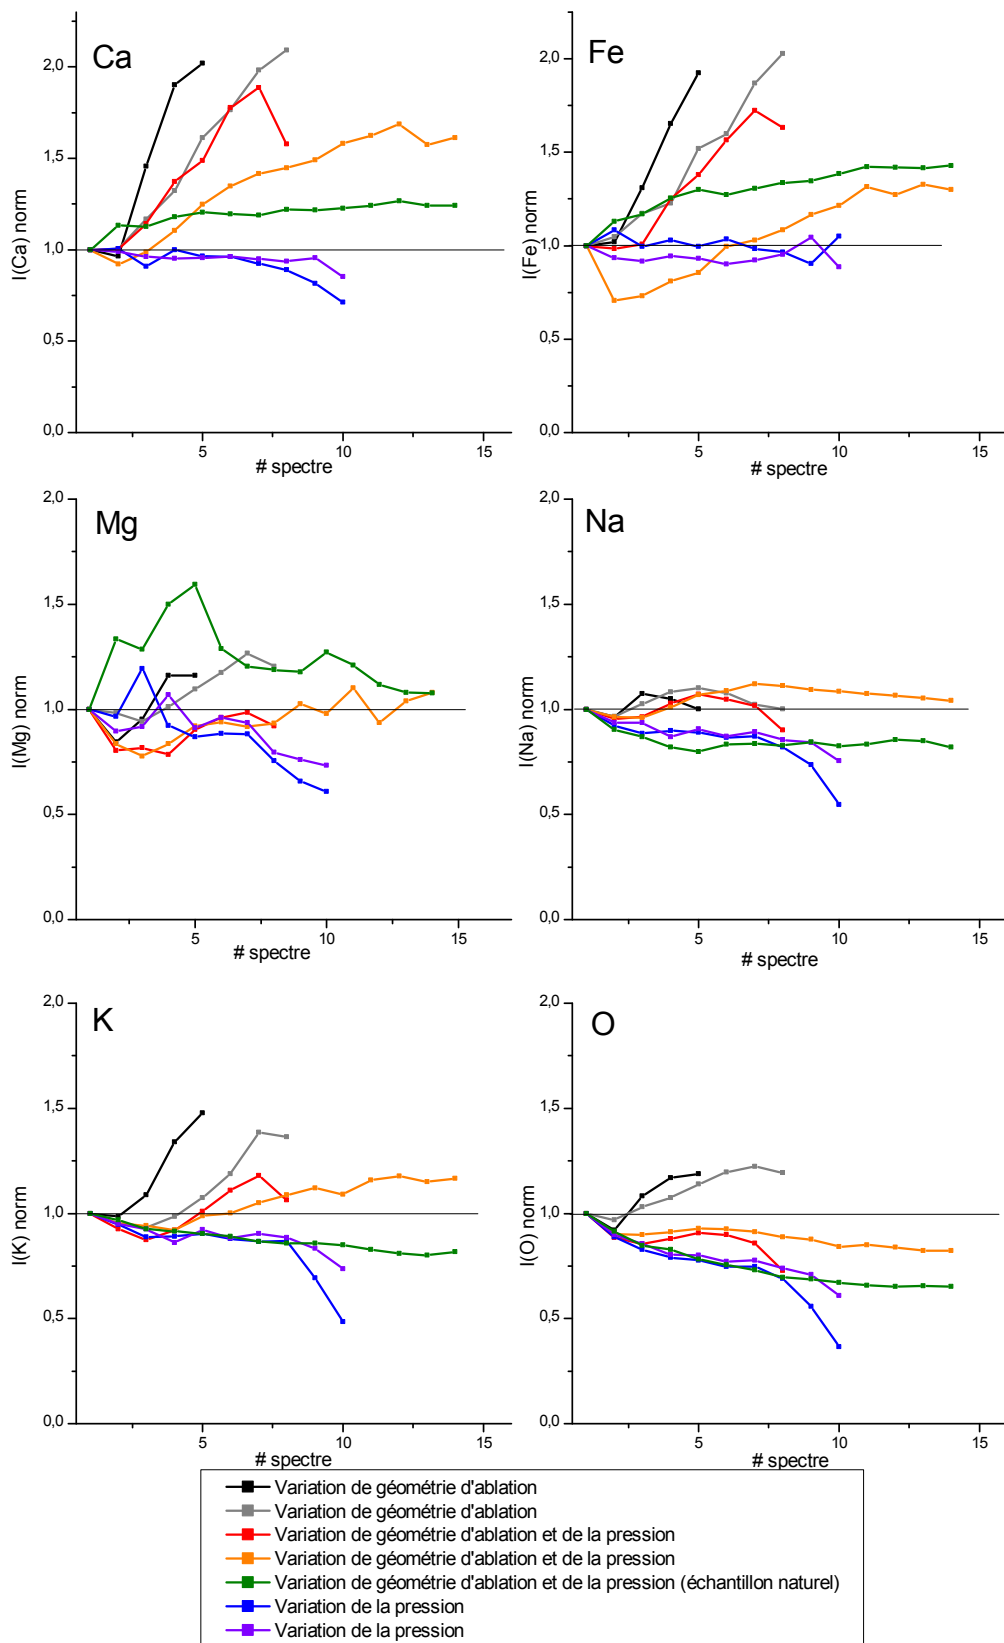 Ca
Fe
2,0
1,5
1,0
0,5
0,0
I(Ca) norm
5
10
15
# spectre
2,0
1,5
1,0
0,5
0,0
I(Fe) norm
5
10
15
# spectre
Mg
Na
2,0
1,5
1,0
0,5
0,0
I(Mg) norm
5
10
15
# spectre
2,0
1,5
1,0
0,5
0,0
I(Na) norm
5
10
15
# spectre
K
O
2,0
1,5
1,0
0,5
0,0
I(K) norm
5
10
15
# spectre
2,0
1,5
1,0
0,5
0,0
I(O) norm
5
10
15
# spectre
Variation de géométrie d'ablation
Variation de géométrie d'ablation
Variation de géométrie d'ablation et de la pression
Variation de géométrie d'ablation et de la pression
Variation de géométrie d'ablation et de la pression (échantillon naturel)
Variation de la pression
Variation de la pression